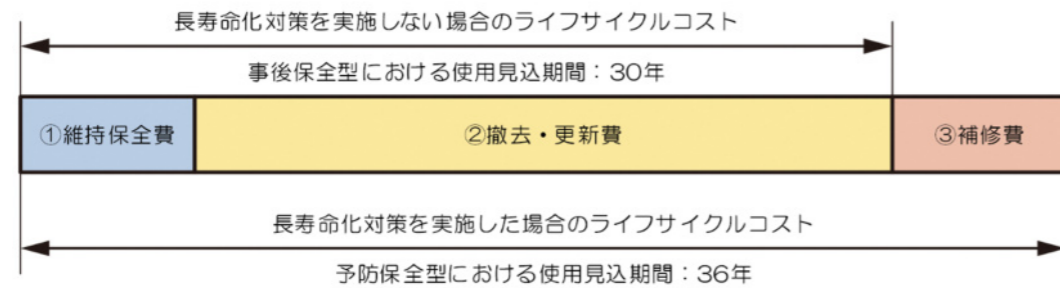 長寿命化対策を実施しない場合のライフサイクルコスト
事後保全型における使用見込期間：30年
①維持保全費
②撤去・更新費
③補修費
長寿命化対策を実施した場合のライフサイクルコスト
予防保全型における使用見込期間：36年